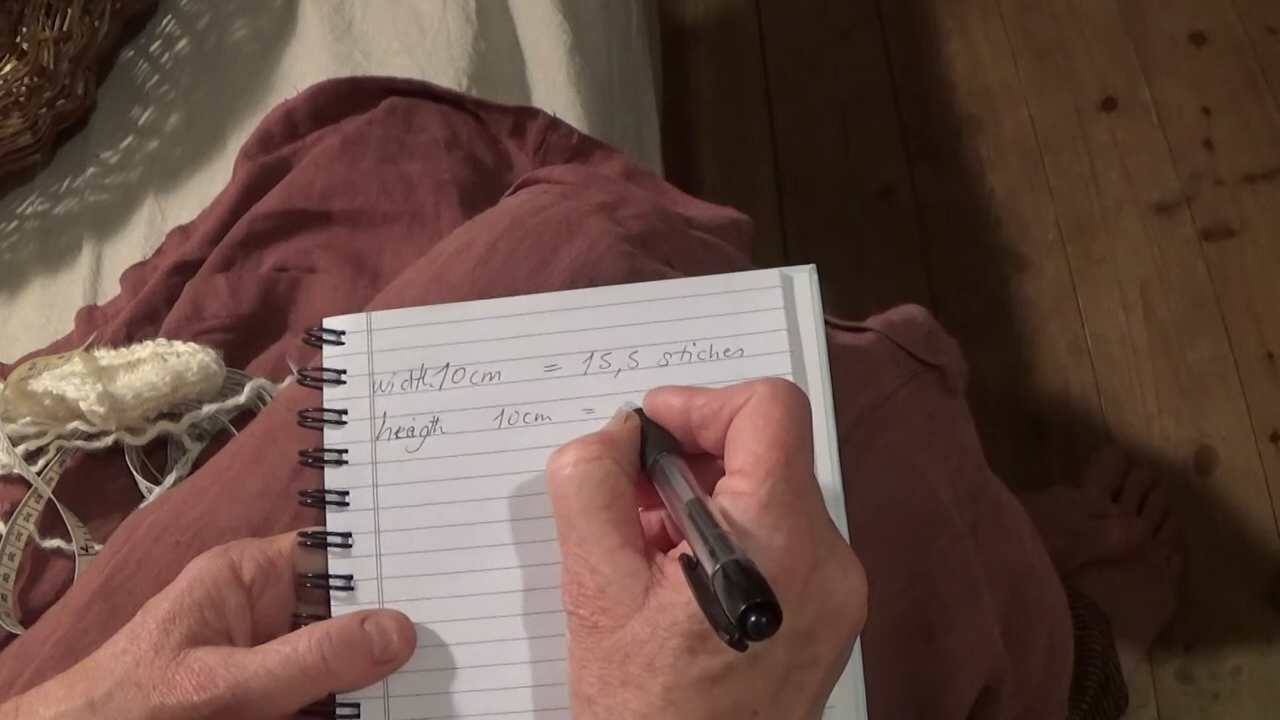 width 10cm = 15,5 stiches
heigth 10cm =